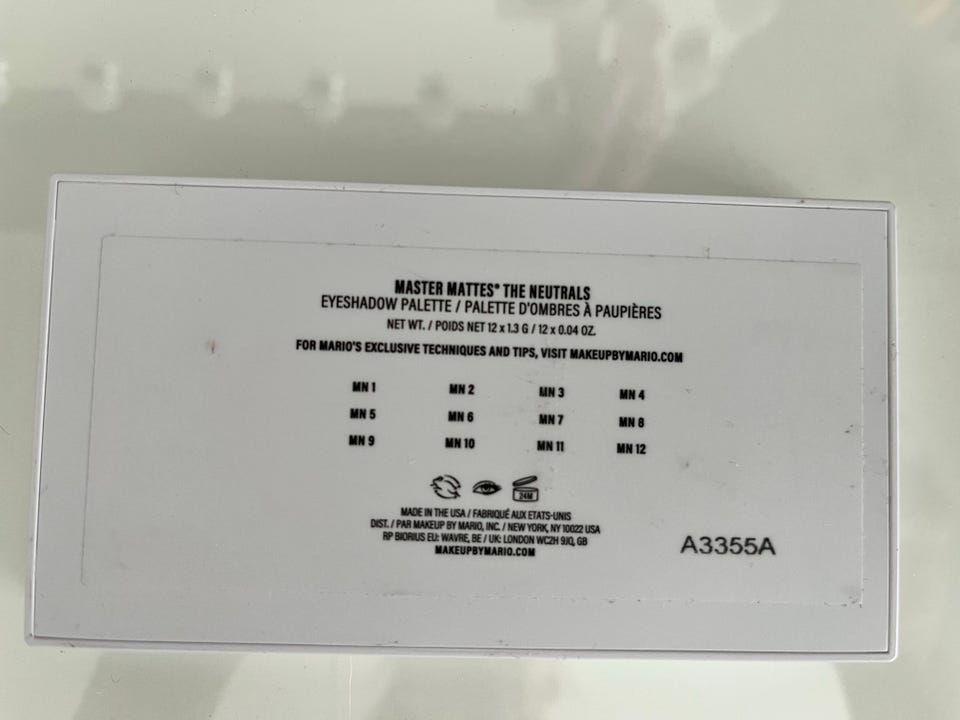 MASTER MATTES® THE NEUTRALS
EYESHADOW PALETTE / PALETTE D'OMBRES À PAUPIÈRES
NET WT. / POIDS NET 12 x 1.3 G / 12 x 0.04 OZ.
FOR MARIO'S EXCLUSIVE TECHNIQUES AND TIPS, VISIT MAKEUPBYMARIO.COM
MN 1 MN 2 MN 3 MN 4
MN 5 MN 6 MN 7 MN 8
MN 9 MN 10 MN 11 MN 12
24M
MADE IN THE USA / FABRIQUÉ AUX ETATS-UNIS
DIST. / PAR MAKEUP BY MARIO, INC. / NEW YORK, NY 10022 USA
RP BIORIUS EU: WAVRE, BE / UK: LONDON WC2H 9JQ, GB
MAKEUPBYMARIO.COM
A3355A